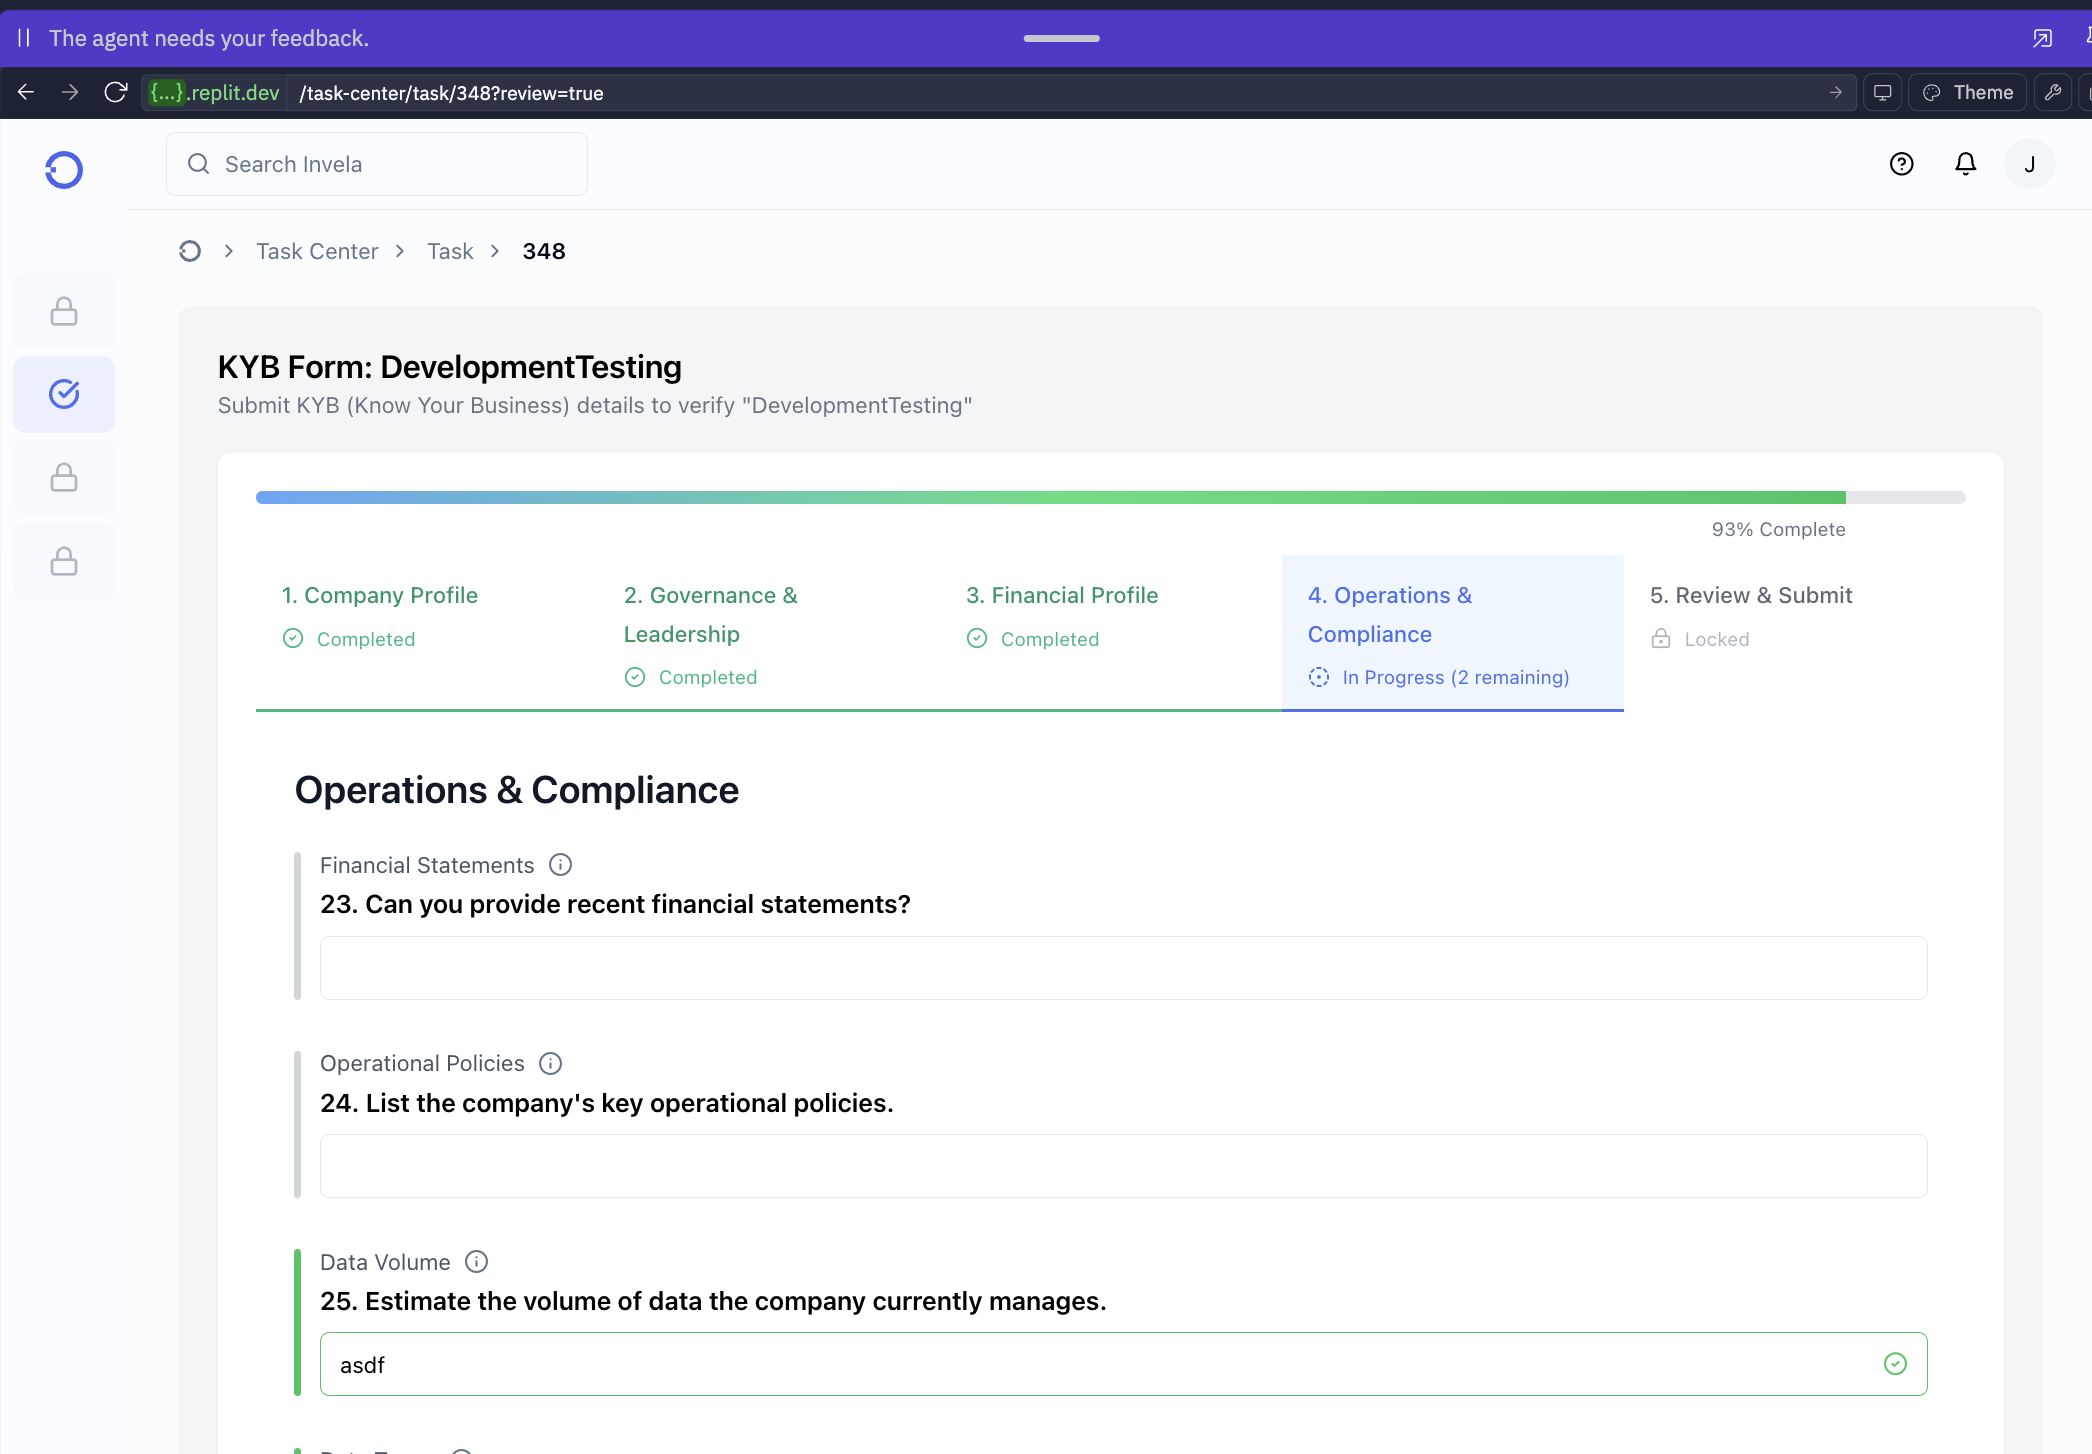 The agent needs your feedback.
{...}.replit.dev /task-center/task/348?review=true
Theme
Search Invela
J
Task Center > Task > 348
KYB Form: DevelopmentTesting
Submit KYB (Know Your Business) details to verify "DevelopmentTesting"
93% Complete
1. Company Profile
Completed
2. Governance &
Leadership
Completed
3. Financial Profile
Completed
4. Operations &
Compliance
In Progress (2 remaining)
5. Review & Submit
Locked
Operations & Compliance
Financial Statements
23. Can you provide recent financial statements?
Operational Policies
24. List the company's key operational policies.
Data Volume
25. Estimate the volume of data the company currently manages.
asdf